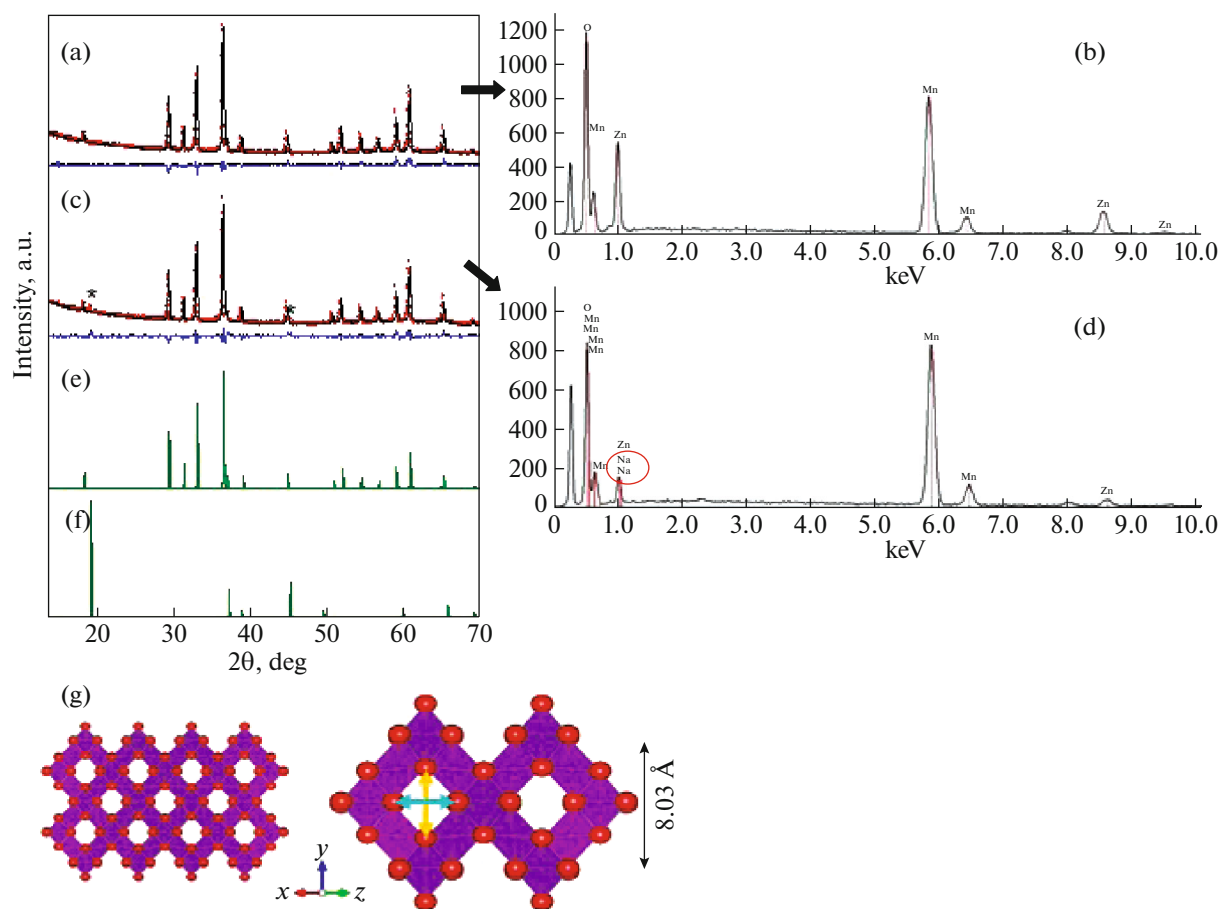 (a)
(c)
(e)
(f)
Intensity, a.u.
20 30 40 50 60 70
2θ, deg
(b)
1200
1000
800
600
400
200
0
O
Mn
Zn
Mn
Mn
Zn
Zn
0 1.0 2.0 3.0 4.0 5.0 6.0 7.0 8.0 9.0 10.0
keV
(d)
1000
800
600
400
200
0
O
Mn
Mn
Mn
Mn
Mn
Zn
Na
Na
Mn
Mn
Zn
0 1.0 2.0 3.0 4.0 5.0 6.0 7.0 8.0 9.0 10.0
keV
(g)
x y z
8.03 Å